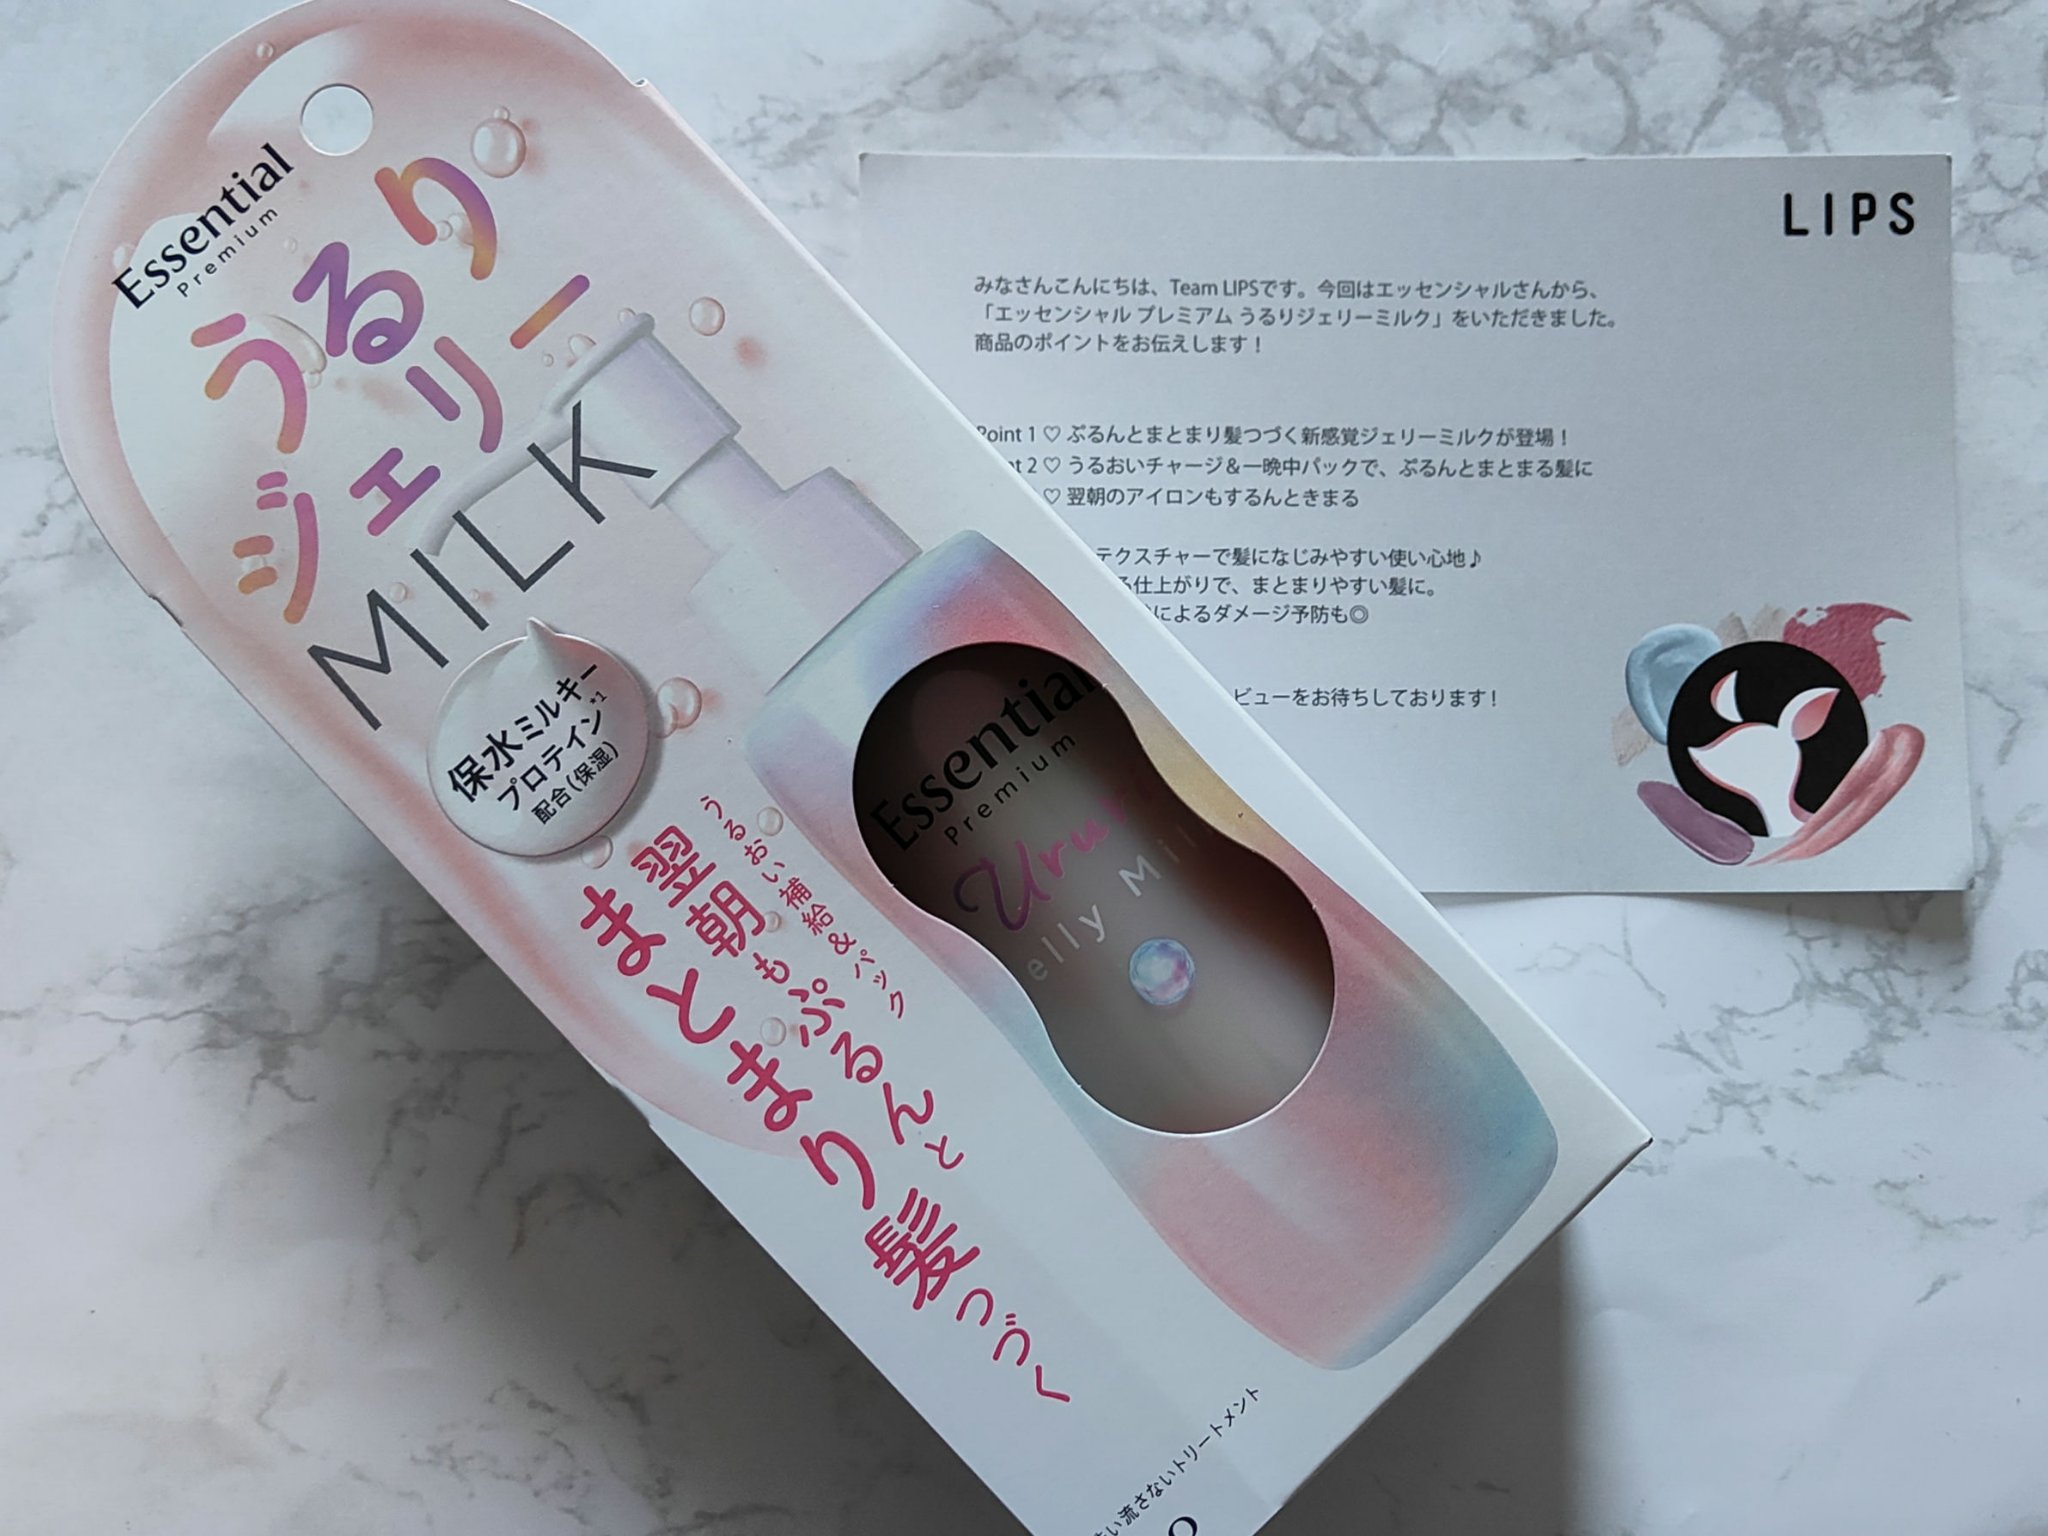 Essential
Premium
うるり
ジェリー
MILK
保水ミルキー
プロテイン*1
配合(保湿)
うるおい補給&パック
翌朝もぷるんと
まとまり髪つづく
Essential
Premium
elly Mil
流さないトリートメント
LIPS
みなさんこんにちは、Team LIPSです。今回はエッセンシャルさんから、
「エッセンシャル プレミアム うるりジェリーミルク」をいただきました。
商品のポイントをお伝えします！
Point 1 ♡ ぷるんとまとまり髪つづく新感覚ジェリーミルクが登場！
2 ♡ うるおいチャージ＆一晩中パックで、ぷるんとまとまる髪に
♡ 翌朝のアイロンもするんときまる
テクスチャーで髪になじみやすい使い心地♪
る仕上がりで、まとまりやすい髪に。
によるダメージ予防も◎
ビューをお待ちしております！